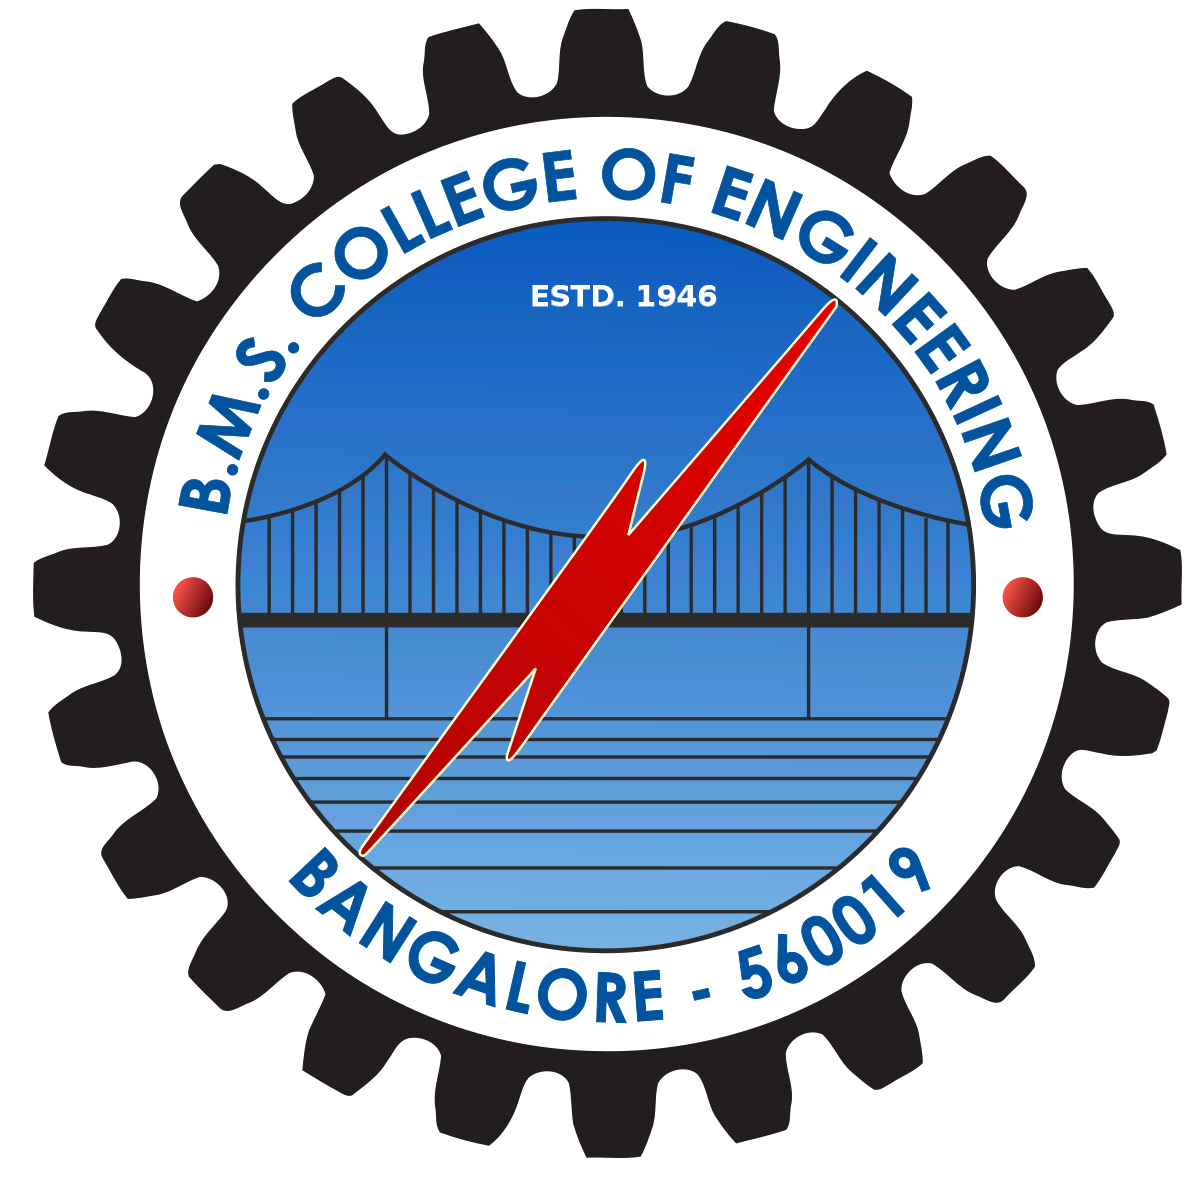 B.M.S. COLLEGE OF ENGINEERING
ESTD. 1946
BANGALORE - 560019